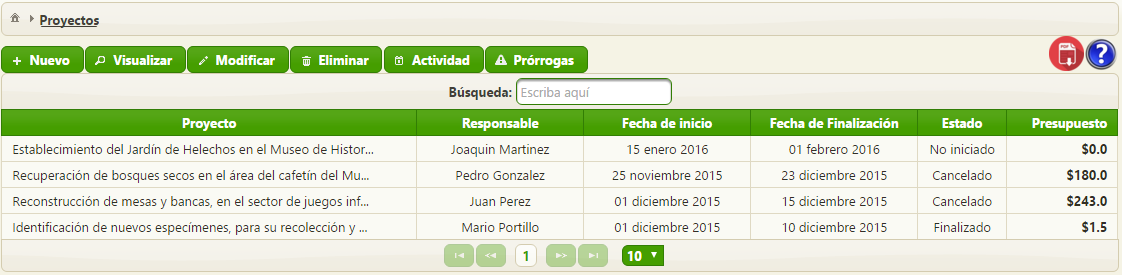 Proyectos
Nuevo Visualizar Modificar Eliminar Actividad Prórrogas PDF ?
Búsqueda: Escriba aquí
Proyecto Responsable Fecha de inicio Fecha de Finalización Estado Presupuesto
Establecimiento del Jardín de Helechos en el Museo de Histor... Joaquin Martinez 15 enero 2016 01 febrero 2016 No iniciado $0.0
Recuperación de bosques secos en el área del cafetín del Mu... Pedro Gonzalez 25 noviembre 2015 23 diciembre 2015 Cancelado $180.0
Reconstrucción de mesas y bancas, en el sector de juegos inf... Juan Perez 01 diciembre 2015 15 diciembre 2015 Cancelado $243.0
Identificación de nuevos especímenes, para su recolección y ... Mario Portillo 01 diciembre 2015 10 diciembre 2015 Finalizado $1.5
1 10